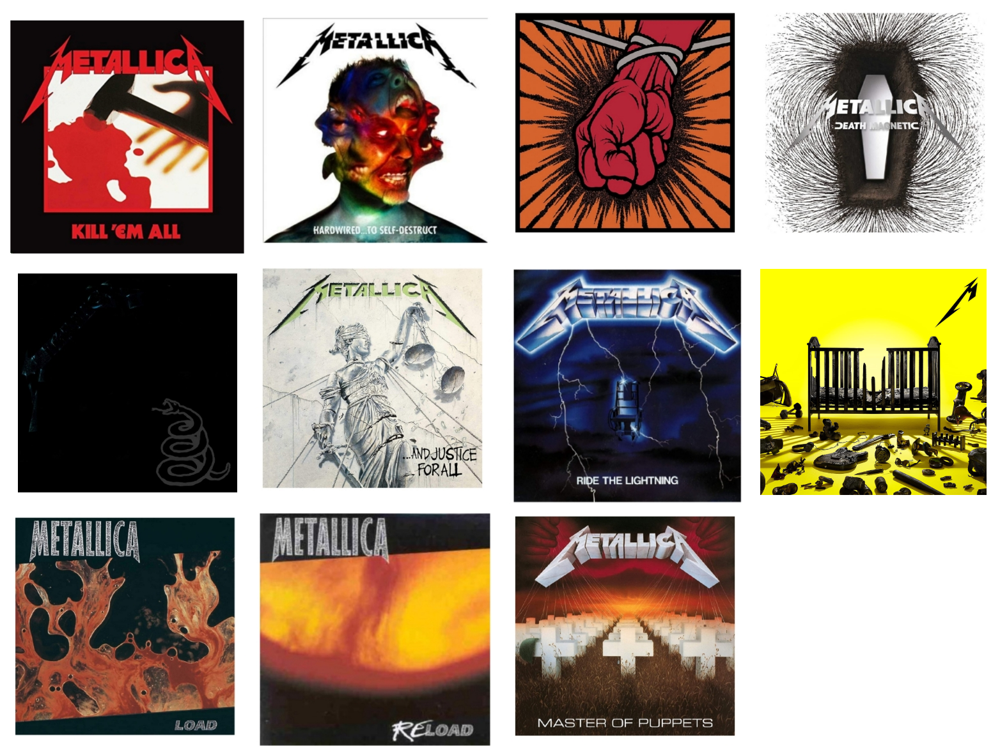 METALLICA
KILL 'EM ALL
METALLICA
HARDWIRED...TO SELF-DESTRUCT
METALLICA
DEATH MAGNETIC
METALLICA
...AND JUSTICE
FOR ALL
METALLICA
RIDE THE LIGHTNING
M
METALLICA
LOAD
METALLICA
RELOAD
METALLICA
MASTER OF PUPPETS